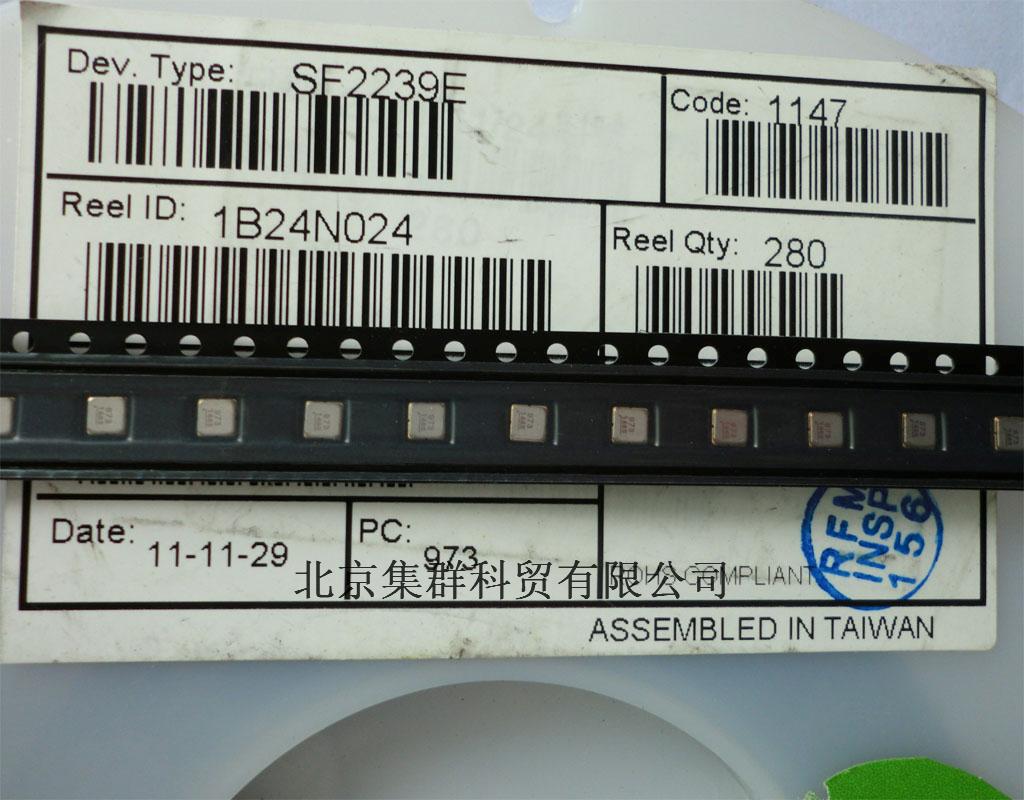 Dev. Type: SF2239E
Code: 1147
Reel ID: 1B24N024
Reel Qty: 280
Date: 11-11-29
PC: 973
北京集群科贸有限公司
COMPLIANT
RFM
INSP
156
ASSEMBLED IN TAIWAN